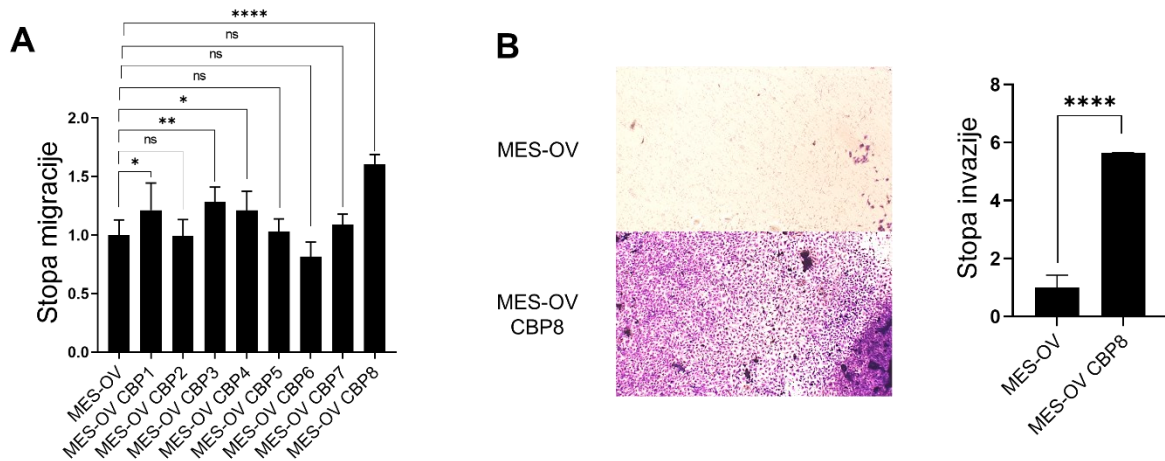 A
****
ns
ns
ns
*
**
ns
*
Stopa migracije
2.0
1.5
1.0
0.5
0.0
MES-OV
MES-OV CBP1
MES-OV CBP2
MES-OV CBP3
MES-OV CBP4
MES-OV CBP5
MES-OV CBP6
MES-OV CBP7
MES-OV CBP8
B
MES-OV
MES-OV
CBP8
Stopa invazije
8
6
4
2
0
****
MES-OV
MES-OV CBP8